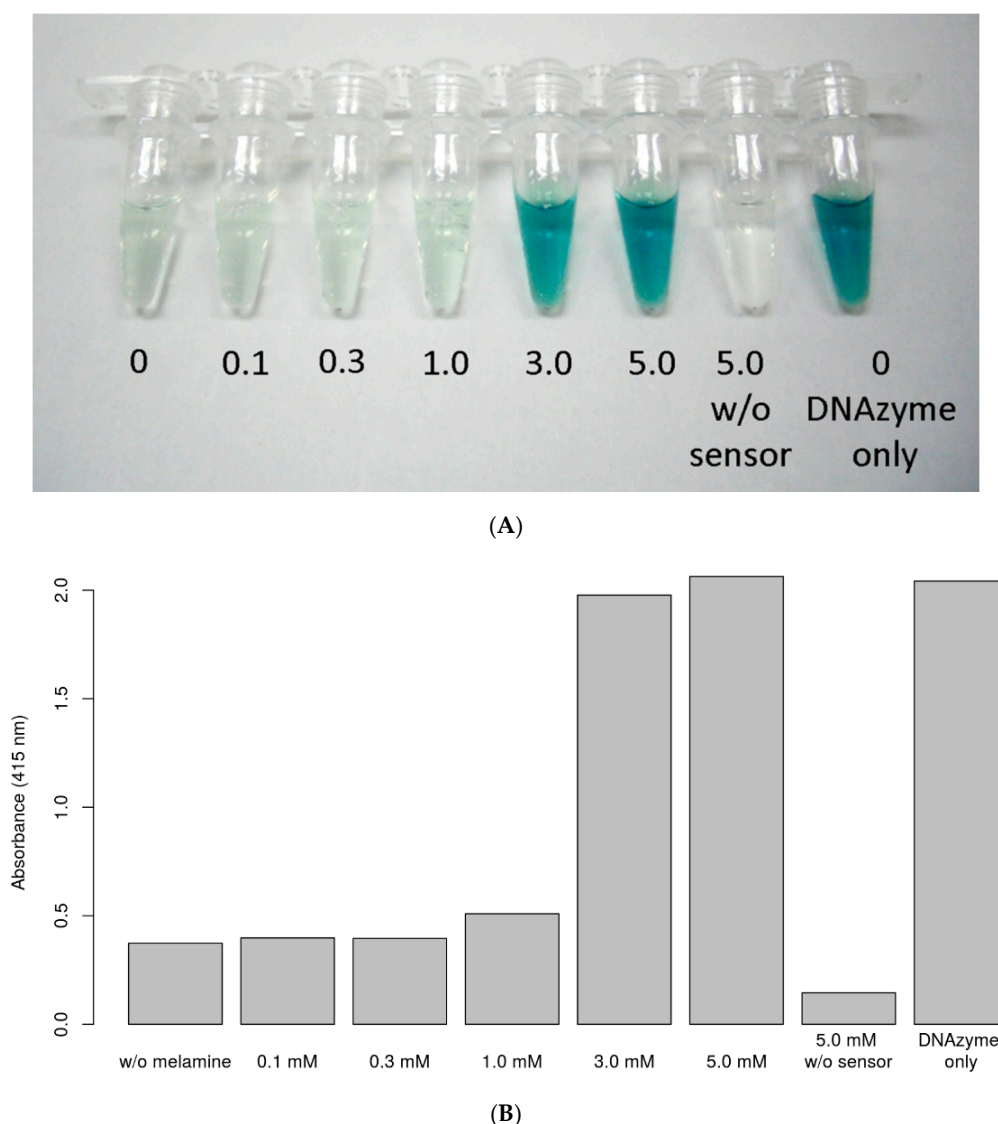 0 0.1 0.3 1.0 3.0 5.0 5.0 0
w/o DNAzyme
sensor only
(A)
2.0
1.5
1.0
0.5
0.0
Absorbance (415 nm)
w/o melamine 0.1 mM 0.3 mM 1.0 mM 3.0 mM 5.0 mM 5.0 mM DNAzyme
w/o sensor only
(B)